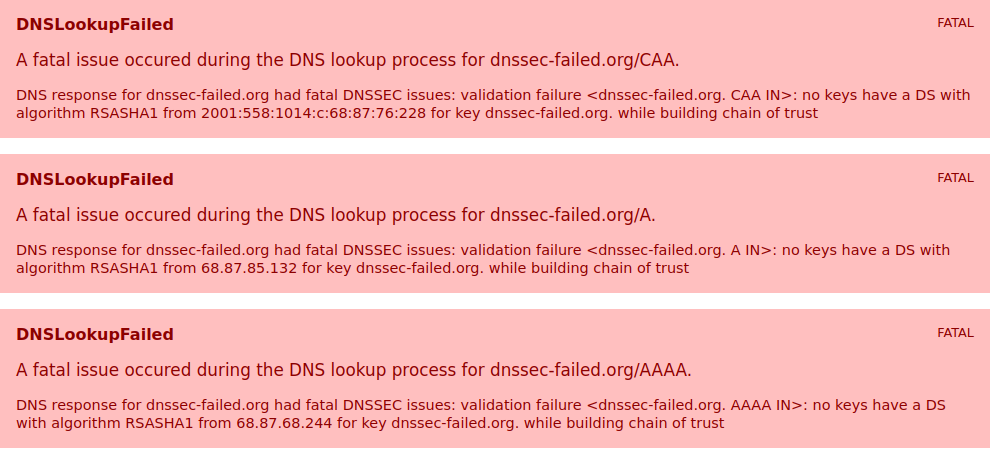 DNSLookupFailed
FATAL
A fatal issue occured during the DNS lookup process for dnssec-failed.org/CAA.
DNS response for dnssec-failed.org had fatal DNSSEC issues: validation failure <dnssec-failed.org. CAA IN>: no keys have a DS with
algorithm RSASHA1 from 2001:558:1014:c:68:87:76:228 for key dnssec-failed.org. while building chain of trust
DNSLookupFailed
FATAL
A fatal issue occured during the DNS lookup process for dnssec-failed.org/A.
DNS response for dnssec-failed.org had fatal DNSSEC issues: validation failure <dnssec-failed.org. A IN>: no keys have a DS with
algorithm RSASHA1 from 68.87.85.132 for key dnssec-failed.org. while building chain of trust
DNSLookupFailed
FATAL
A fatal issue occured during the DNS lookup process for dnssec-failed.org/AAAA.
DNS response for dnssec-failed.org had fatal DNSSEC issues: validation failure <dnssec-failed.org. AAAA IN>: no keys have a DS
with algorithm RSASHA1 from 68.87.68.244 for key dnssec-failed.org. while building chain of trust